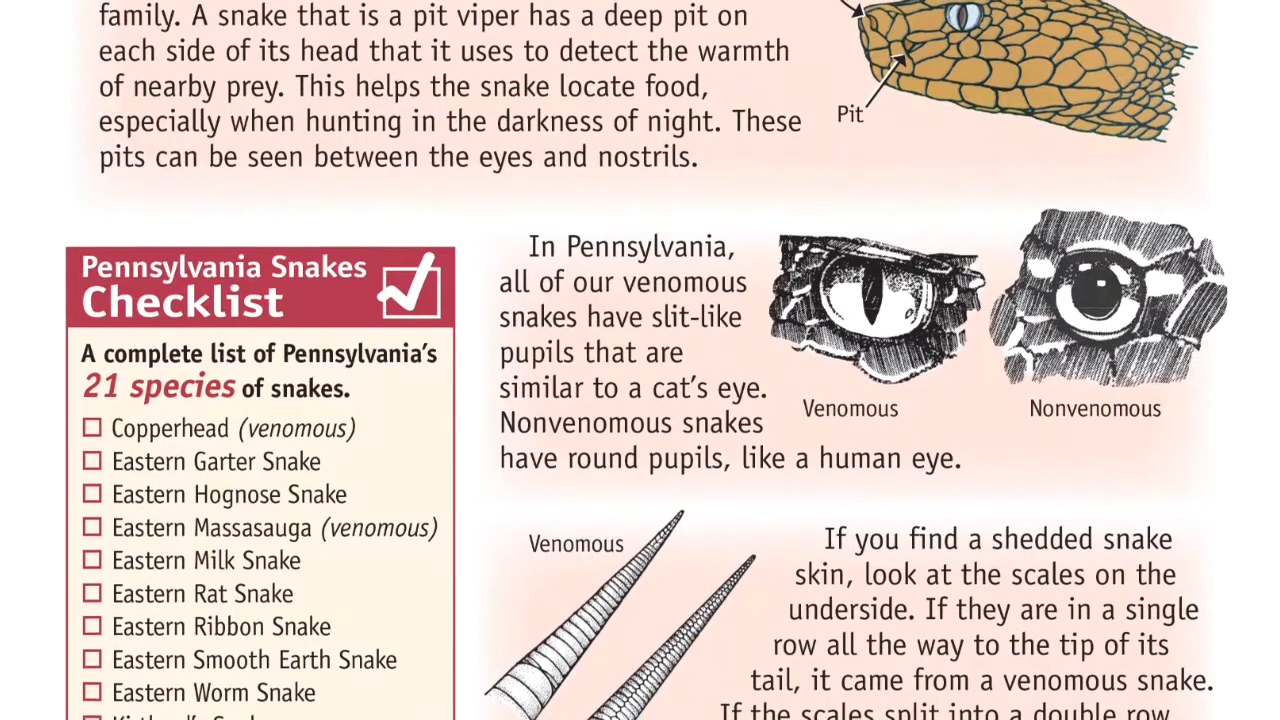 family. A snake that is a pit viper has a deep pit on
each side of its head that it uses to detect the warmth
of nearby prey. This helps the snake locate food,
especially when hunting in the darkness of night. These
pits can be seen between the eyes and nostrils.
Pit
Pennsylvania Snakes
Checklist
A complete list of Pennsylvania's
21 species of snakes.
Copperhead (venomous)
Eastern Garter Snake
Eastern Hognose Snake
Eastern Massasauga (venomous)
Eastern Milk Snake
Eastern Rat Snake
Eastern Ribbon Snake
Eastern Smooth Earth Snake
Eastern Worm Snake
In Pennsylvania,
all of our venomous
snakes have slit-like
pupils that are
similar to a cat's eye.
Nonvenomous snakes
have round pupils, like a human eye.
Venomous
Nonvenomous
Venomous
If you find a shedded snake
skin, look at the scales on the
underside. If they are in a single
row all the way to the tip of its
tail, it came from a venomous snake.
If the scales split into a double row